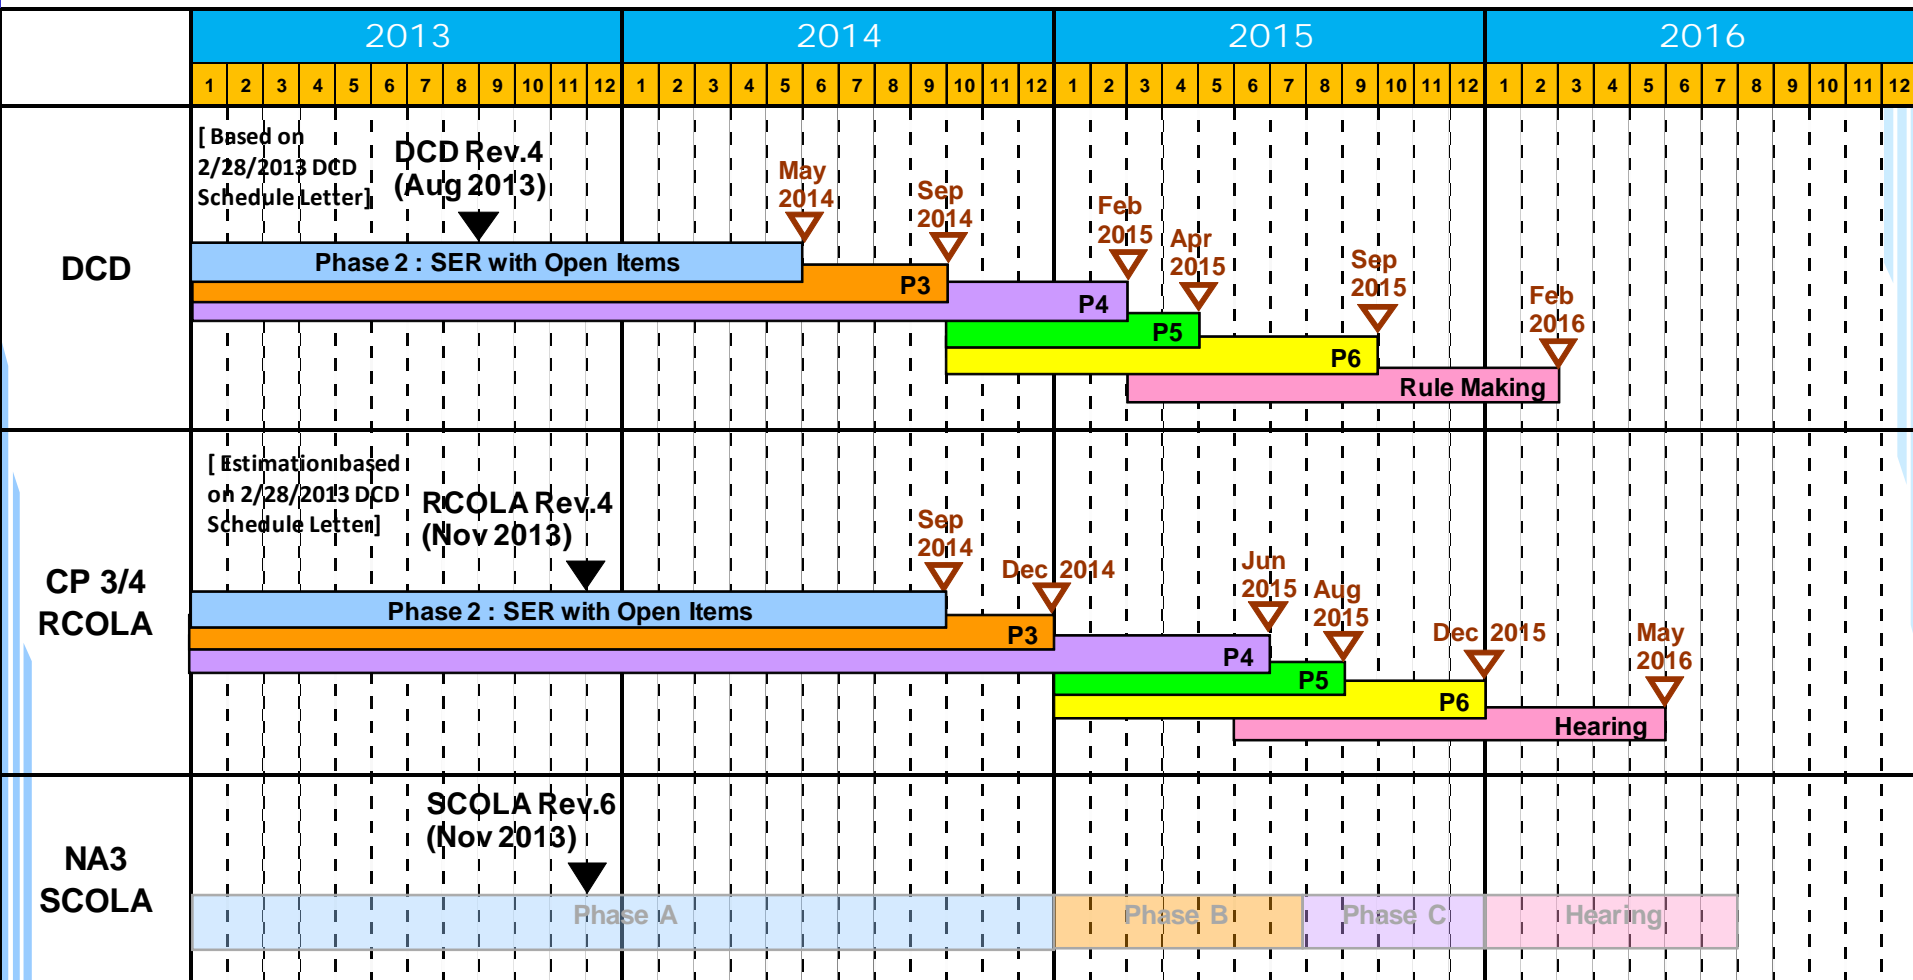 2013 2014 2015 2016
1 2 3 4 5 6 7 8 9 10 11 12 1 2 3 4 5 6 7 8 9 10 11 12 1 2 3 4 5 6 7 8 9 10 11 12 1 2 3 4 5 6 7 8 9 10 11 12
DCD
[ Based on
2/28/2013 DCD
Schedule Letter]
DCD Rev.4
(Aug 2013)
May
2014
Sep
2014
Feb
2015
Apr
2015
Sep
2015
Feb
2016
Phase 2 : SER with Open Items
P3
P4
P5
P6
Rule Making
CP 3/4
RCOLA
[ Estimation based
on 2/28/2013 DCD
Schedule Letter]
RCOLA Rev.4
(Nov 2013)
Sep
2014
Dec 2014
Jun
2015
Aug
2015
Dec 2015
May
2016
Phase 2 : SER with Open Items
P3
P4
P5
P6
Hearing
NA3
SCOLA
SCOLA Rev.6
(Nov 2013)
Phase A
Phase B
Phase C
Hearing